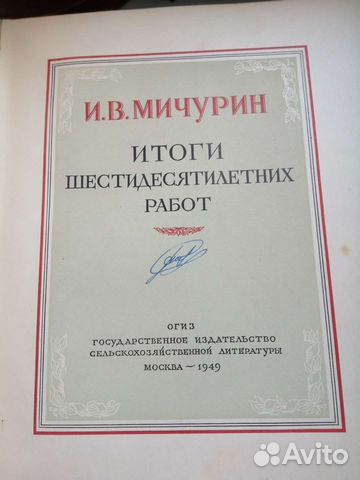 И.В. МИЧУРИН
ИТОГИ
ШЕСТИДЕСЯТИЛЕТНИХ
РАБОТ
ОГИЗ
ГОСУДАРСТВЕННОЕ ИЗДАТЕЛЬСТВО
СЕЛЬСКОХОЗЯЙСТВЕННОЙ ЛИТЕРАТУРЫ
МОСКВА ~ 1949
Avito